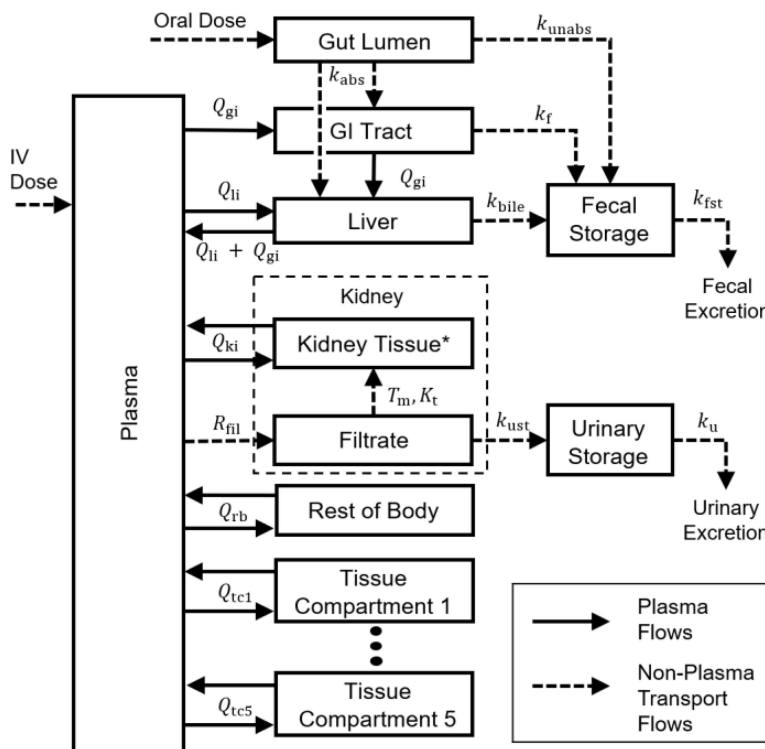 Oral Dose
Gut Lumen
k_unabs
k_abs
Q_gi
GI Tract
k_f
IV
Dose
Q_gi
Q_li
Liver
k_bile
Fecal
Storage
k_fst
Q_li + Q_gi
Fecal
Excretion
Kidney
Kidney Tissue*
Q_ki
T_m, K_t
Plasma
R_fil
Filtrate
k_ust
Urinary
Storage
k_u
Urinary
Excretion
Rest of Body
Q_rb
Tissue
Compartment 1
Q_tc1
Tissue
Compartment 5
Q_tc5
Plasma
Flows
Non-Plasma
Transport
Flows